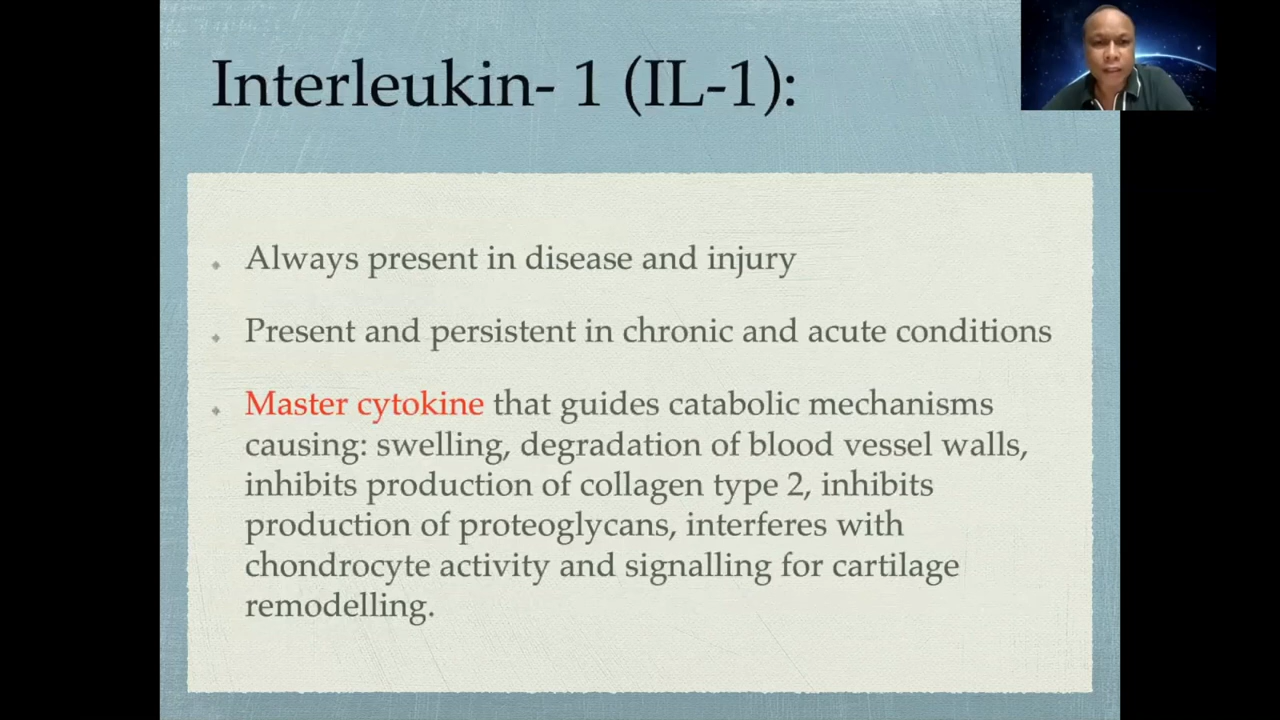 Interleukin- 1 (IL-1):
Always present in disease and injury
Present and persistent in chronic and acute conditions
Master cytokine that guides catabolic mechanisms
causing: swelling, degradation of blood vessel walls,
inhibits production of collagen type 2, inhibits
production of proteoglycans, interferes with
chondrocyte activity and signalling for cartilage
remodelling.